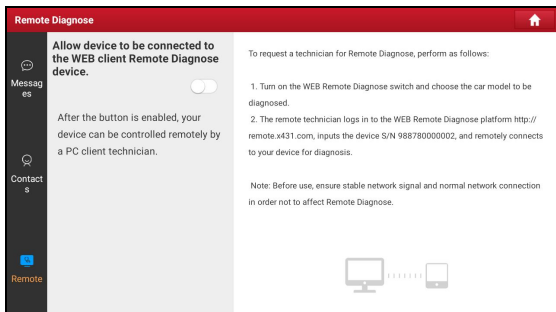 Remote Diagnose
Messag
es
Contact
s
Remote
Allow device to be connected to
the WEB client Remote Diagnose
device.
After the button is enabled, your
device can be controlled remotely by
a PC client technician.
To request a technician for Remote Diagnose, perform as follows:
1. Turn on the WEB Remote Diagnose switch and choose the car model to be
diagnosed.
2. The remote technician logs in to the WEB Remote Diagnose platform http://
remote.x431.com, inputs the device S/N 988780000002, and remotely connects
to your device for diagnosis.
Note: Before use, ensure stable network signal and normal network connection
in order not to affect Remote Diagnose.